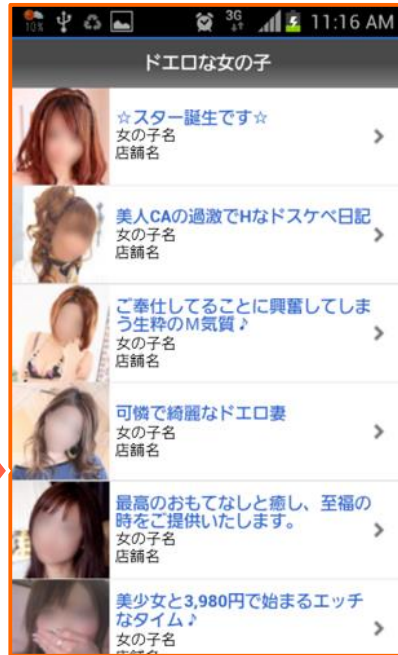 10%
3G
11:16 AM
ドエロな女の子
☆スター誕生です☆
女の子名
店舗名
美人CAの過激でHなドスケベ日記
女の子名
店舗名
ご奉仕してることに興奮してしま
う生粋のM気質♪
女の子名
店舗名
可憐で綺麗なドエロ妻
女の子名
店舗名
最高のおもてなしと癒し、至福の
時をご提供いたします。
女の子名
店舗名
美少女と3,980円で始まるエッチ
なタイム♪
女の子名